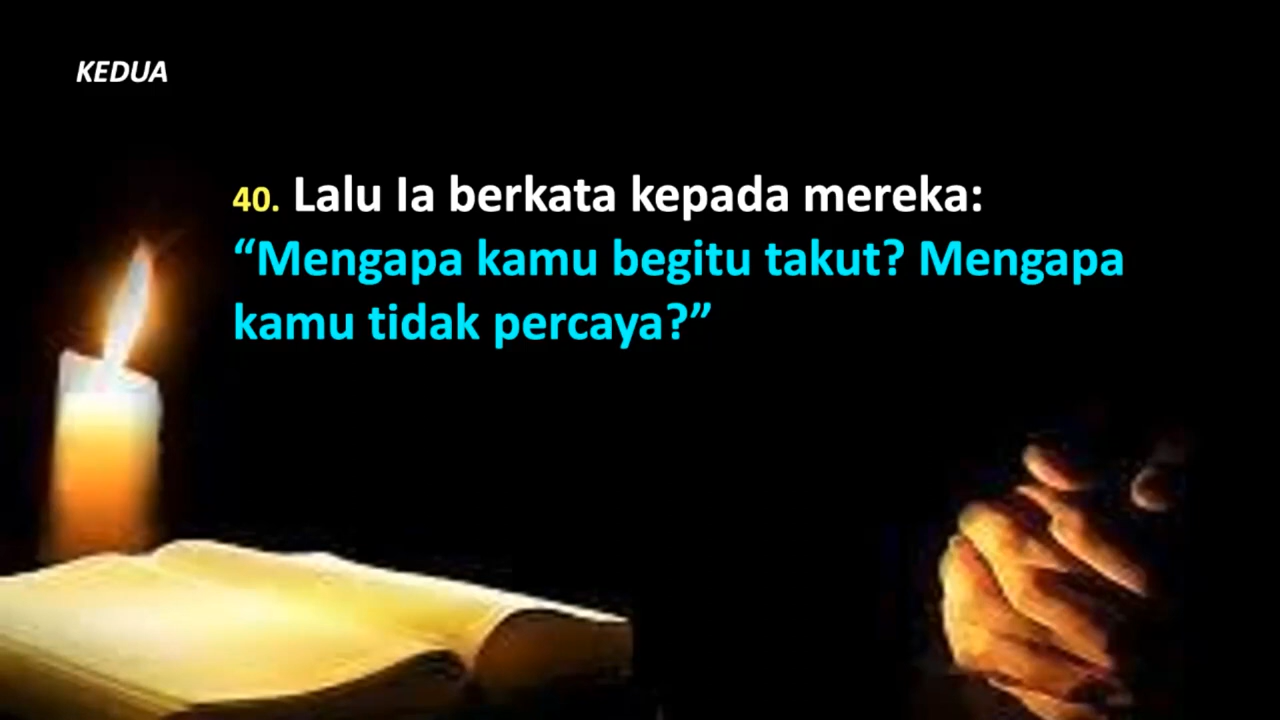 KEDUA
40. Lalu Ia berkata kepada mereka:
“Mengapa kamu begitu takut? Mengapa
kamu tidak percaya?”